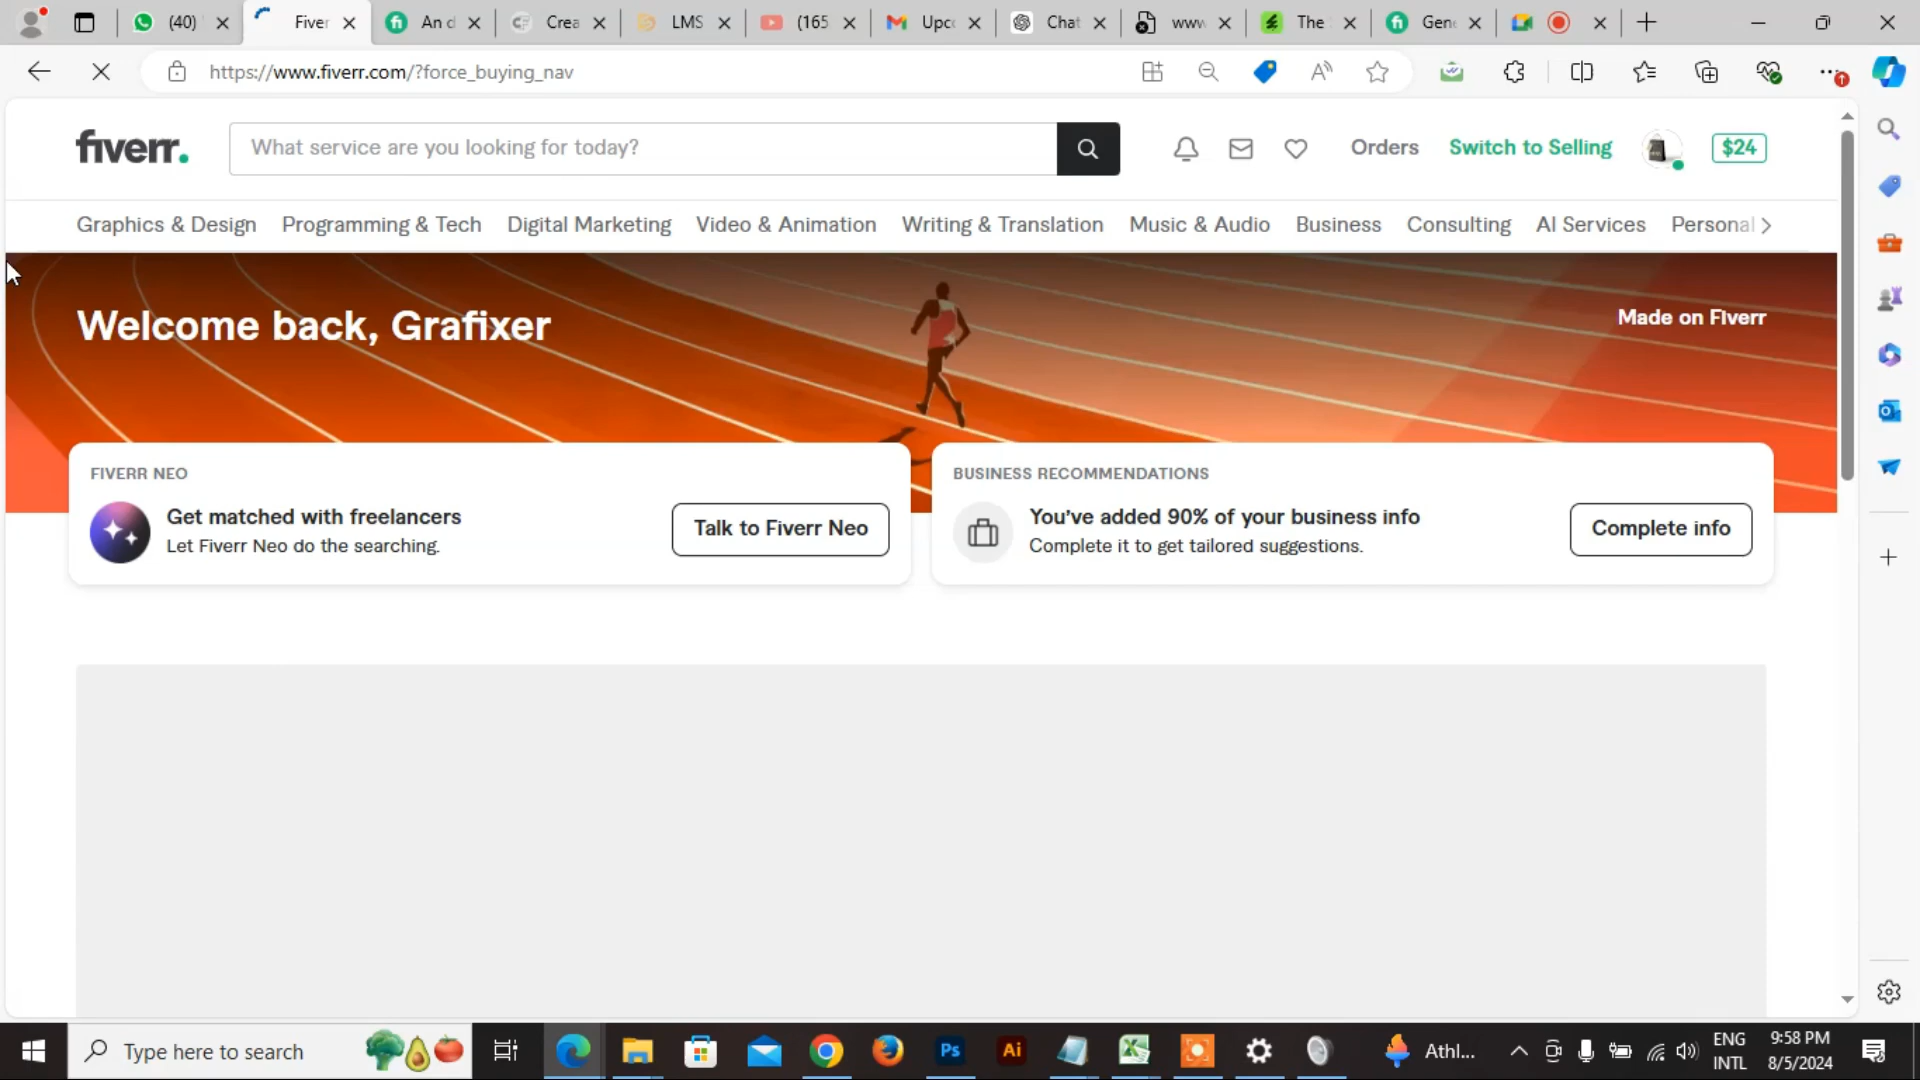 (40)
Fiver
An d
Crea
LMS
(165
Upco
Chat
www
The
Gene
https://www.fiverr.com/?force_buying_nav
fiverr.
What service are you looking for today?
Orders
Switch to Selling
$24
Graphics & Design
Programming & Tech
Digital Marketing
Video & Animation
Writing & Translation
Music & Audio
Business
Consulting
AI Services
Personal
Welcome back, Grafixer
Made on Fiverr
FIVERR NEO
Get matched with freelancers
Let Fiverr Neo do the searching.
Talk to Fiverr Neo
BUSINESS RECOMMENDATIONS
You've added 90% of your business info
Complete it to get tailored suggestions.
Complete info
Type here to search
Ps
Ai
Athl...
ENG
INTL
9:58 PM
8/5/2024